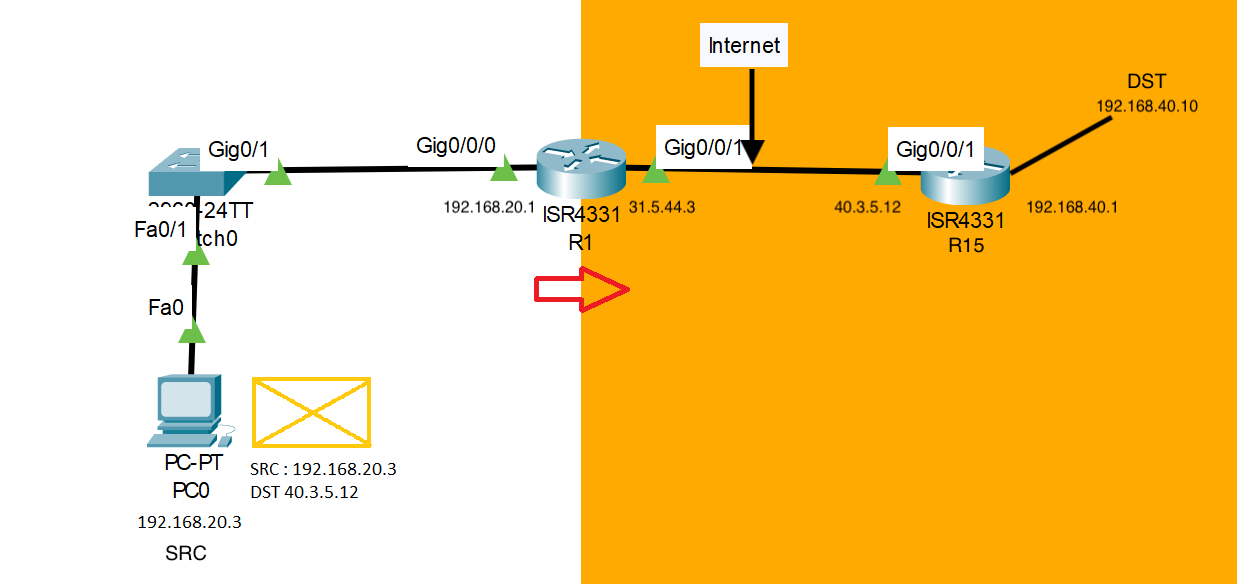 Internet
DST
192.168.40.10
Gig0/1
Gig0/0/0
Gig0/0/1
Gig0/0/1
192.168.20.1
ISR4331
R1
31.5.44.3
40.3.5.12
ISR4331
R15
192.168.40.1
-24TT
Fa0/1
tch0
Fa0
PC-PT
PC0
192.168.20.3
SRC
SRC : 192.168.20.3
DST 40.3.5.12